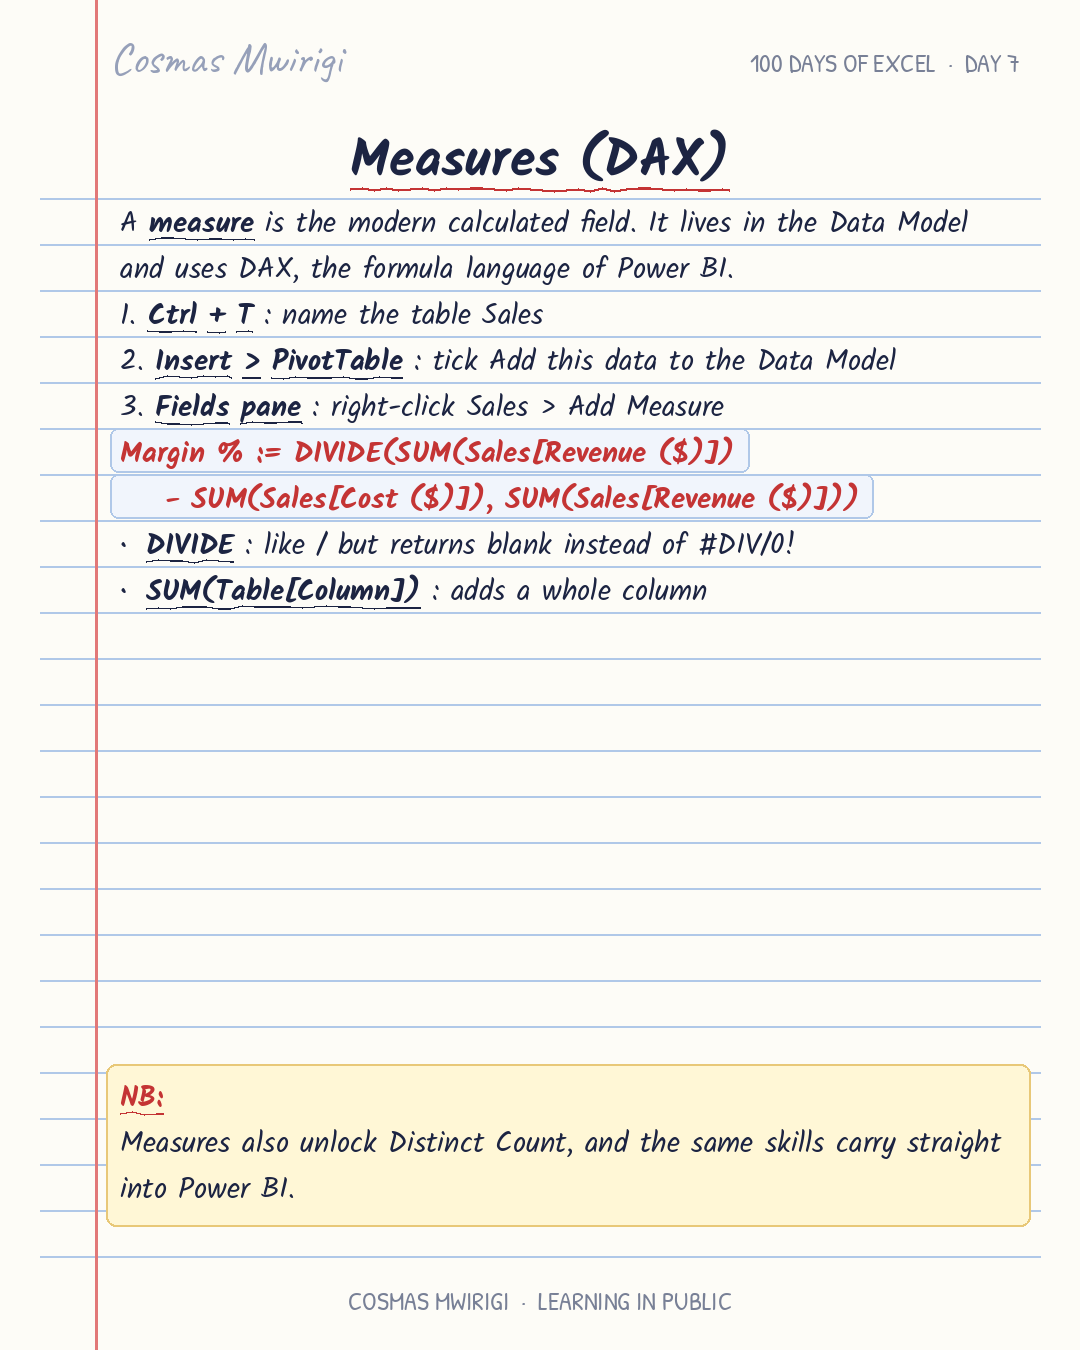 Cosmas Mwirigi
100 DAYS OF EXCEL · DAY 7
Measures (DAX)
A measure is the modern calculated field. It lives in the Data Model
and uses DAX, the formula language of Power BI.
1. Ctrl + T : name the table Sales
2. Insert > PivotTable : tick Add this data to the Data Model
3. Fields pane : right-click Sales > Add Measure
Margin % := DIVIDE(SUM(Sales[Revenue ($)])
- SUM(Sales[Cost ($)]), SUM(Sales[Revenue ($)]))
· DIVIDE : like / but returns blank instead of #DIV/0!
· SUM(Table[Column]) : adds a whole column
NB:
Measures also unlock Distinct Count, and the same skills carry straight
into Power BI.
COSMAS MWIRIGI · LEARNING IN PUBLIC